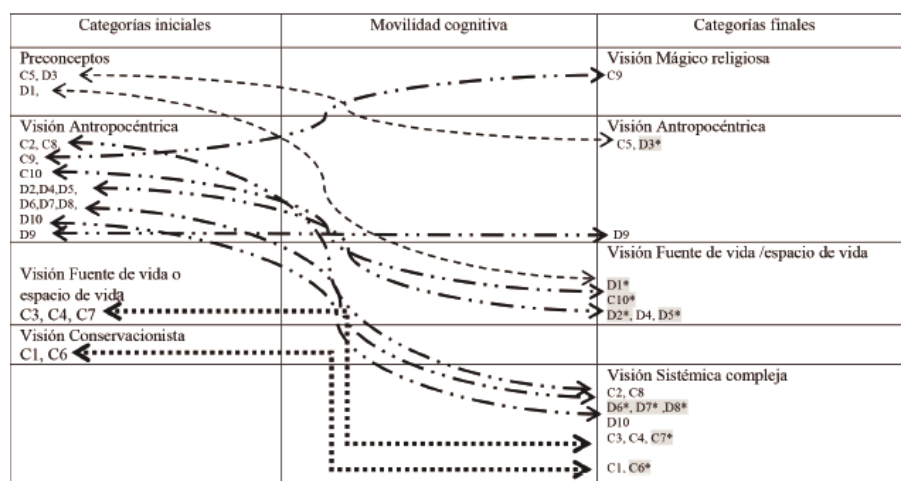 Categorías iniciales
Movilidad cognitiva
Categorías finales
Preconceptos
C5, D3
D1,
Visión Mágico religiosa
C9
Visión Antropocéntrica
C2, C8,
C9,
C10
D2,D4,D5,
D6,D7,D8,
D10
D9
Visión Antropocéntrica
C5, D3*
D9
Visión Fuente de vida o
espacio de vida
C3, C4, C7
Visión Fuente de vida /espacio de vida
D1*
C10*
D2*, D4, D5*
Visión Conservacionista
C1, C6
Visión Sistémica compleja
C2, C8
D6*, D7* ,D8*
D10
C3, C4, C7*
C1, C6*